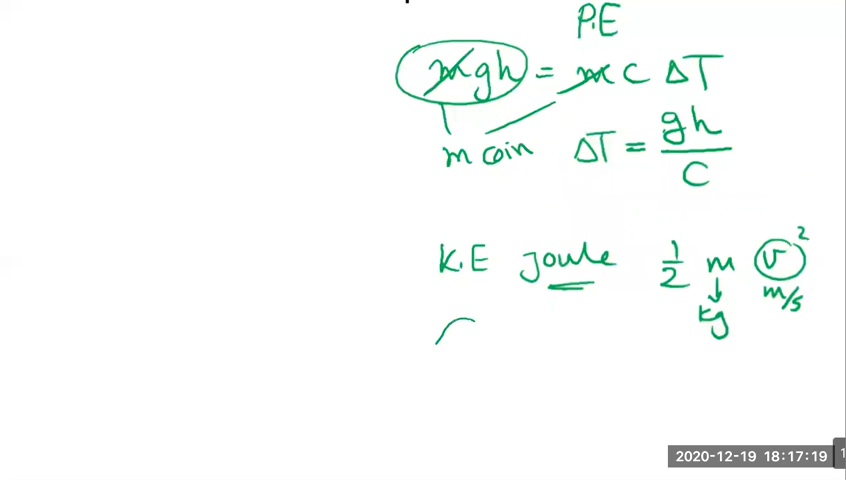 P.E
mgh = mc ΔT
m coin ΔT = gh/c
K.E Joule 1/2 m v²
kg m/s
2020-12-19 18:17:19